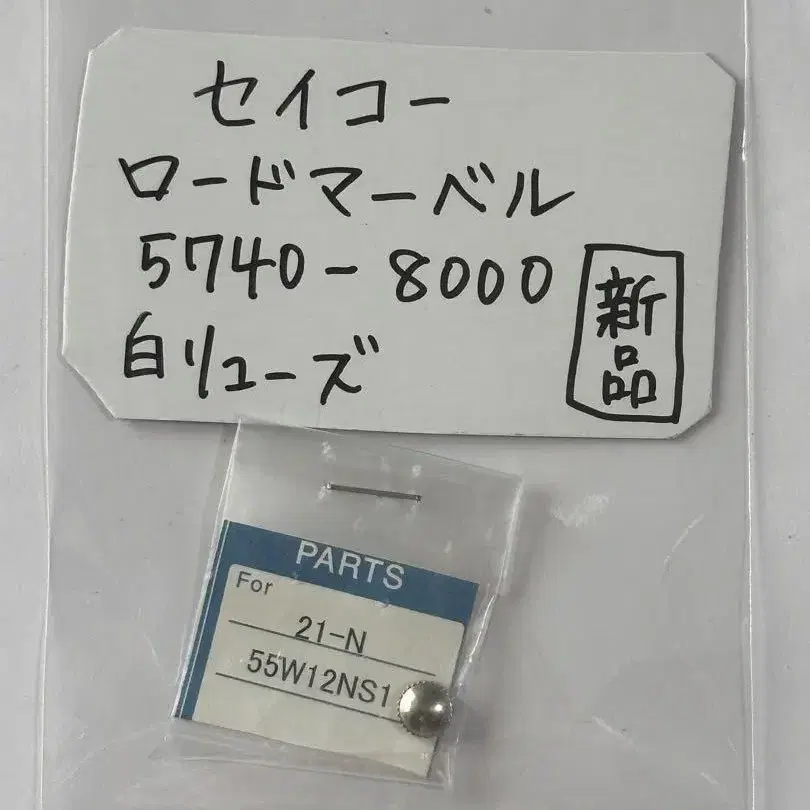 セイコー
ロードマーベル
5740-8000
白リューズ
新品
PARTS
For
21-N
55W12NS1